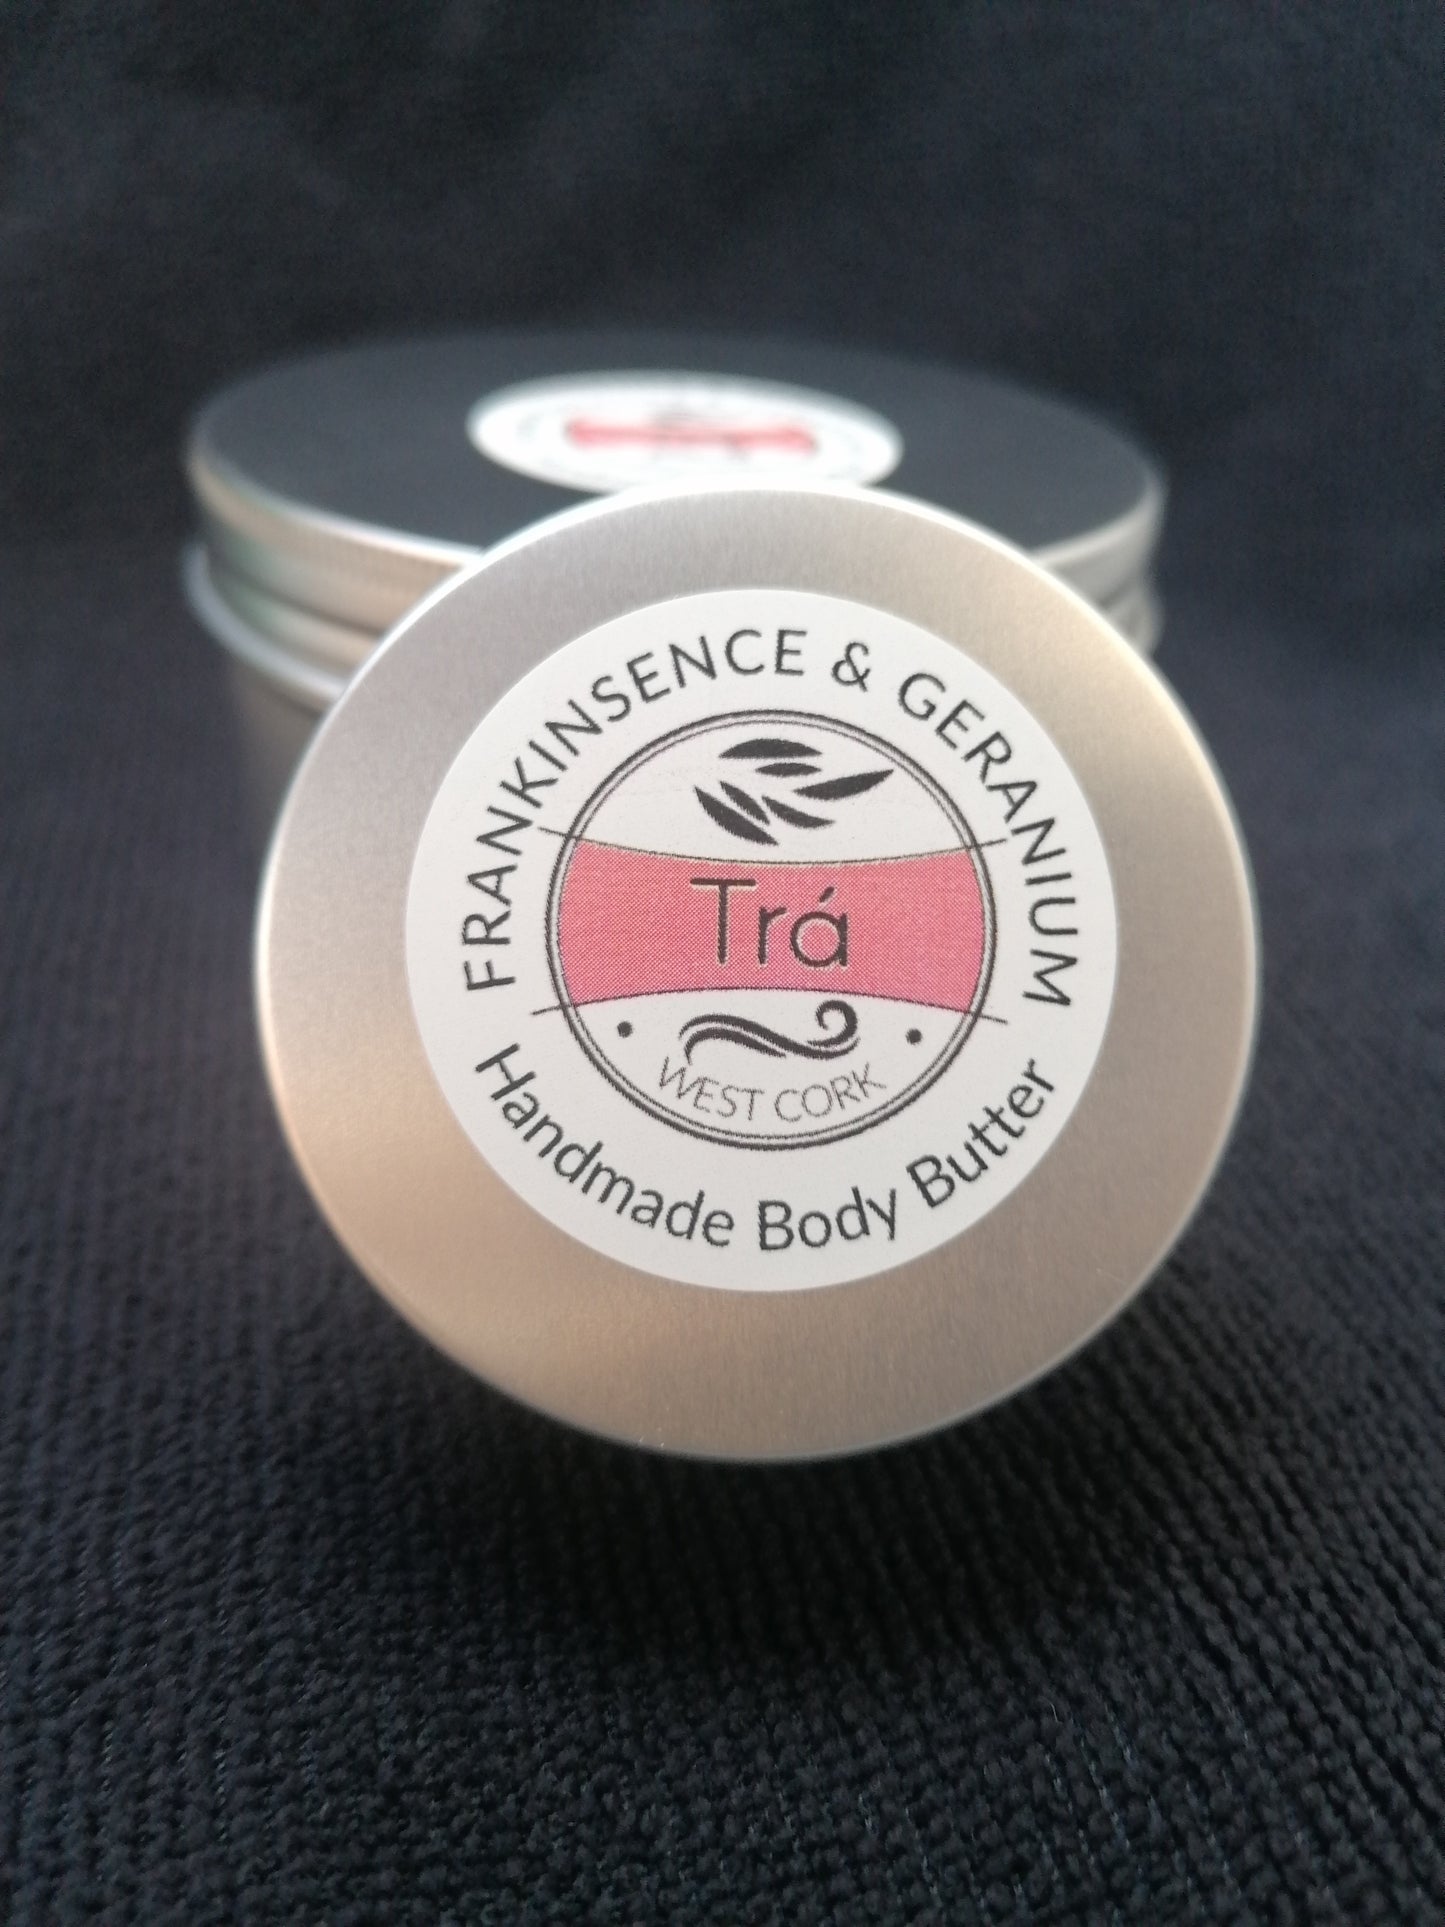 FRANKINSENCE & GERANIUM
Trá
WEST CORK
Handmade Body Butter